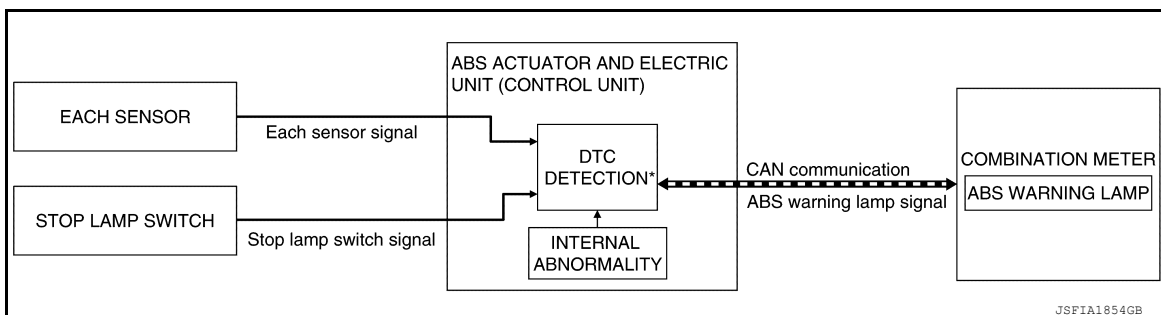 ABS ACTUATOR AND ELECTRIC
UNIT (CONTROL UNIT)
EACH SENSOR
Each sensor signal
STOP LAMP SWITCH
Stop lamp switch signal
DTC
DETECTION*
INTERNAL
ABNORMALITY
CAN communication
ABS warning lamp signal
COMBINATION METER
ABS WARNING LAMP
JSFIA1854GB